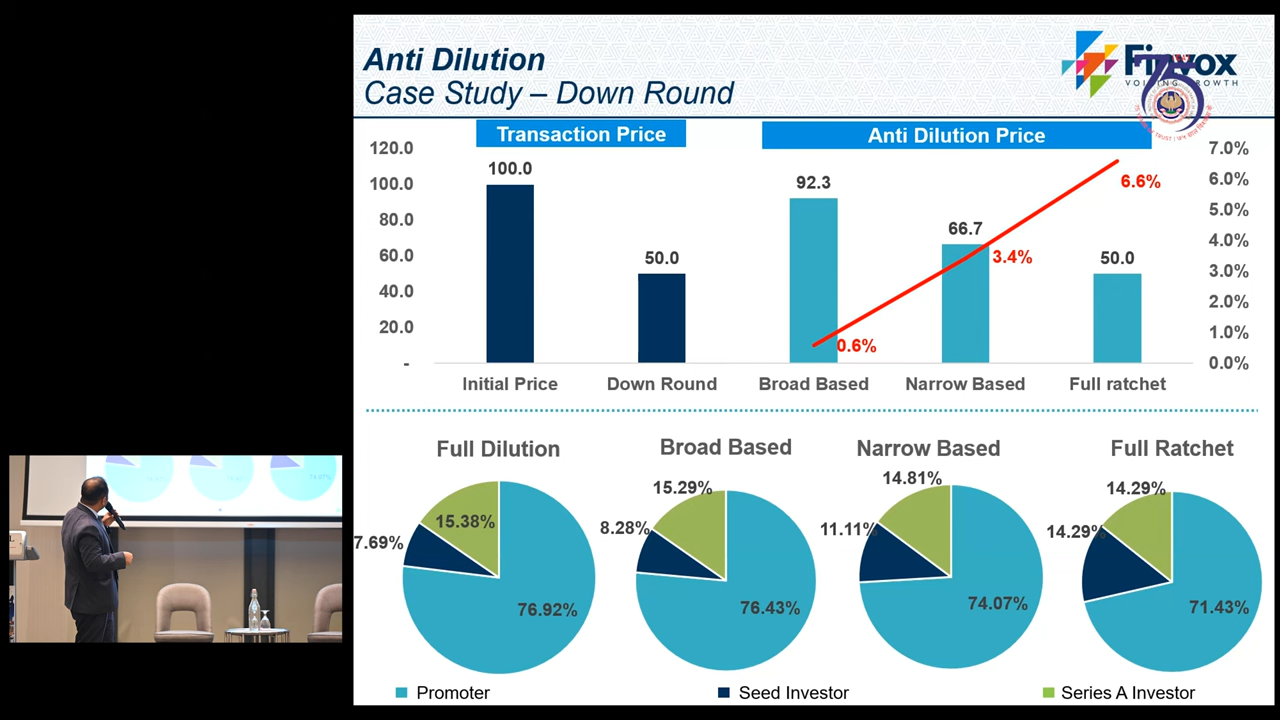 Anti Dilution
Case Study – Down Round
Finvox
VOICING GROWTH
75
Transaction Price
Anti Dilution Price
120.0
100.0
80.0
60.0
40.0
20.0
-
100.0
50.0
92.3
66.7
50.0
0.6%
3.4%
6.6%
7.0%
6.0%
5.0%
4.0%
3.0%
2.0%
1.0%
0.0%
Initial Price
Down Round
Broad Based
Narrow Based
Full ratchet
Full Dilution
Broad Based
Narrow Based
Full Ratchet
15.38%
7.69%
76.92%
15.29%
8.28%
76.43%
14.81%
11.11%
74.07%
14.29%
14.29%
71.43%
Promoter
Seed Investor
Series A Investor